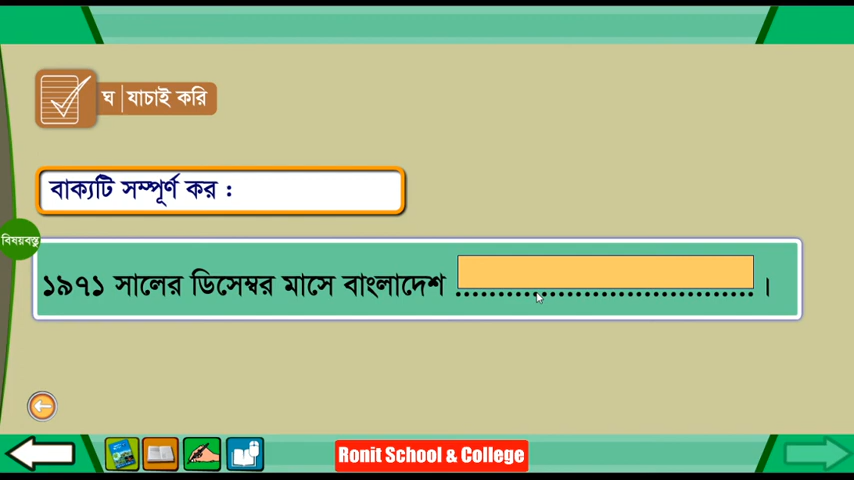 ঘ | যাচাই করি
বাক্যটি সম্পূর্ণ কর :
বিষয়বস্তু
১৯৭১ সালের ডিসেম্বর মাসে বাংলাদেশ .................................... ।
Ronit School & College